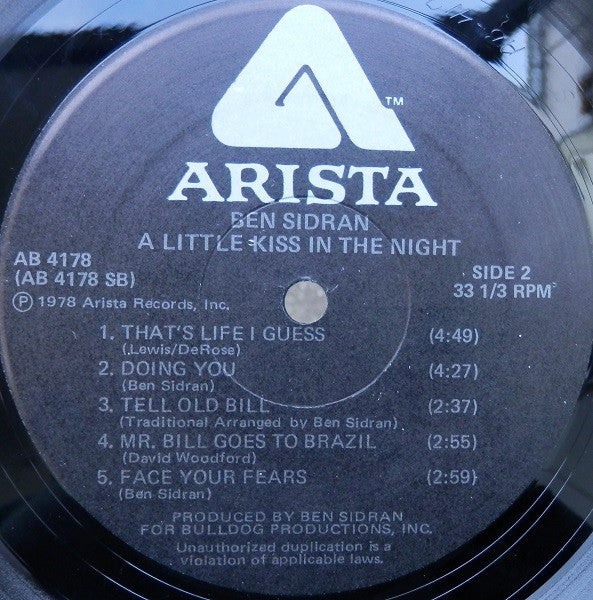 TM
ARISTA
BEN SIDRAN
A LITTLE KISS IN THE NIGHT
AB 4178
(AB 4178 SB)
Ⓟ 1978 Arista Records, Inc.
SIDE 2
33 1/3 RPM
1. THAT'S LIFE I GUESS (4:49)
(Lewis/DeRose)
2. DOING YOU (4:27)
(Ben Sidran)
3. TELL OLD BILL (2:37)
(Traditional Arranged by Ben Sidran)
4. MR. BILL GOES TO BRAZIL (2:55)
(David Woodford)
5. FACE YOUR FEARS (2:59)
(Ben Sidran)
PRODUCED BY BEN SIDRAN
FOR BULLDOG PRODUCTIONS, INC.
Unauthorized duplication is a
violation of applicable laws.